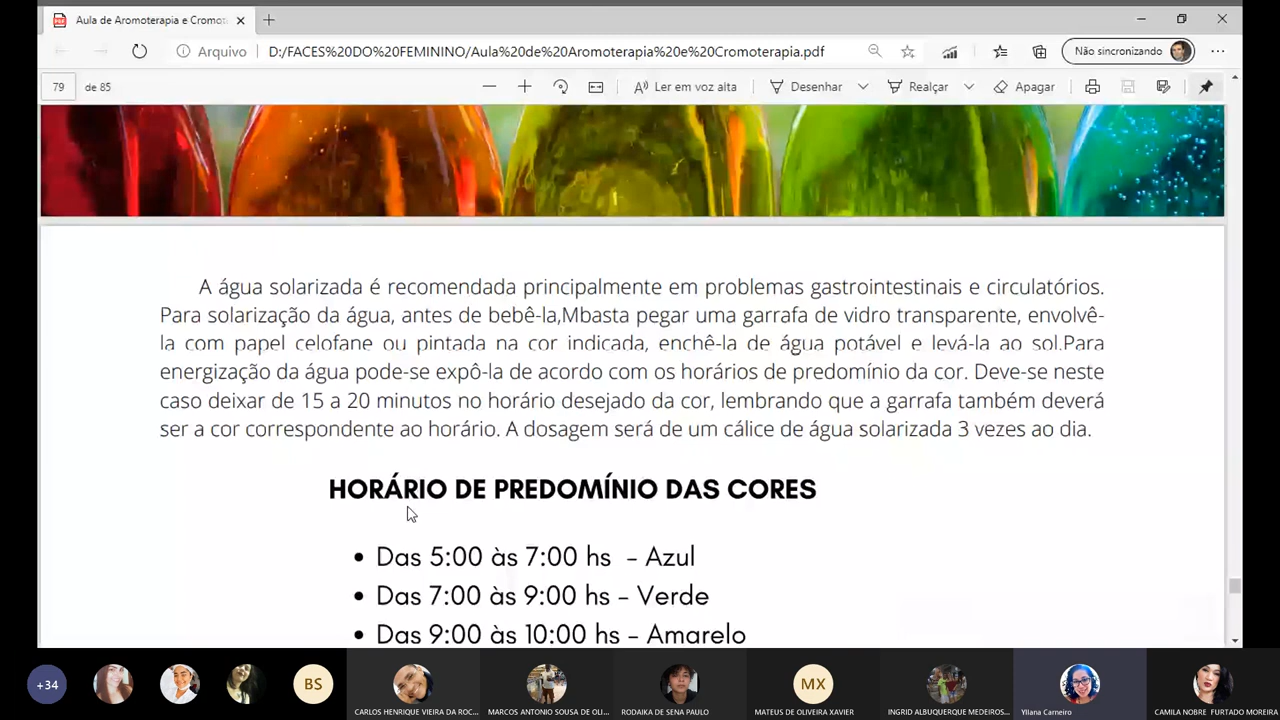 Aula de Aromoterapia e Cromot
Arquivo
D:/FACES%20DO%20FEMININO/Aula%20de%20Aromoterapia%20e%20Cromoterapia.pdf
Não sincronizando
79 de 85
Ler em voz alta
Desenhar
Realçar
Apagar
A água solarizada é recomendada principalmente em problemas gastrointestinais e circulatórios.
Para solarização da água, antes de bebê-la,Mbasta pegar uma garrafa de vidro transparente, envolvê-
la com papel celofane ou pintada na cor indicada, enchê-la de água potável e levá-la ao sol.Para
energização da água pode-se expô-la de acordo com os horários de predomínio da cor. Deve-se neste
caso deixar de 15 a 20 minutos no horário desejado da cor, lembrando que a garrafa também deverá
ser a cor correspondente ao horário. A dosagem será de um cálice de água solarizada 3 vezes ao dia.
HORÁRIO DE PREDOMÍNIO DAS CORES
• Das 5:00 às 7:00 hs – Azul
• Das 7:00 às 9:00 hs – Verde
• Das 9:00 às 10:00 hs – Amarelo
+34
BS
MX
CARLOS HENRIQUE VIEIRA DA ROC...
MARCOS ANTONIO SOUSA DE OLI...
RODAIKA DE SENA PAULO
MATEUS DE OLIVEIRA XAVIER
INGRID ALBUQUERQUE MEDEIROS...
Yllana Carneiro
CAMILA NOBRE FURTADO MOREIRA